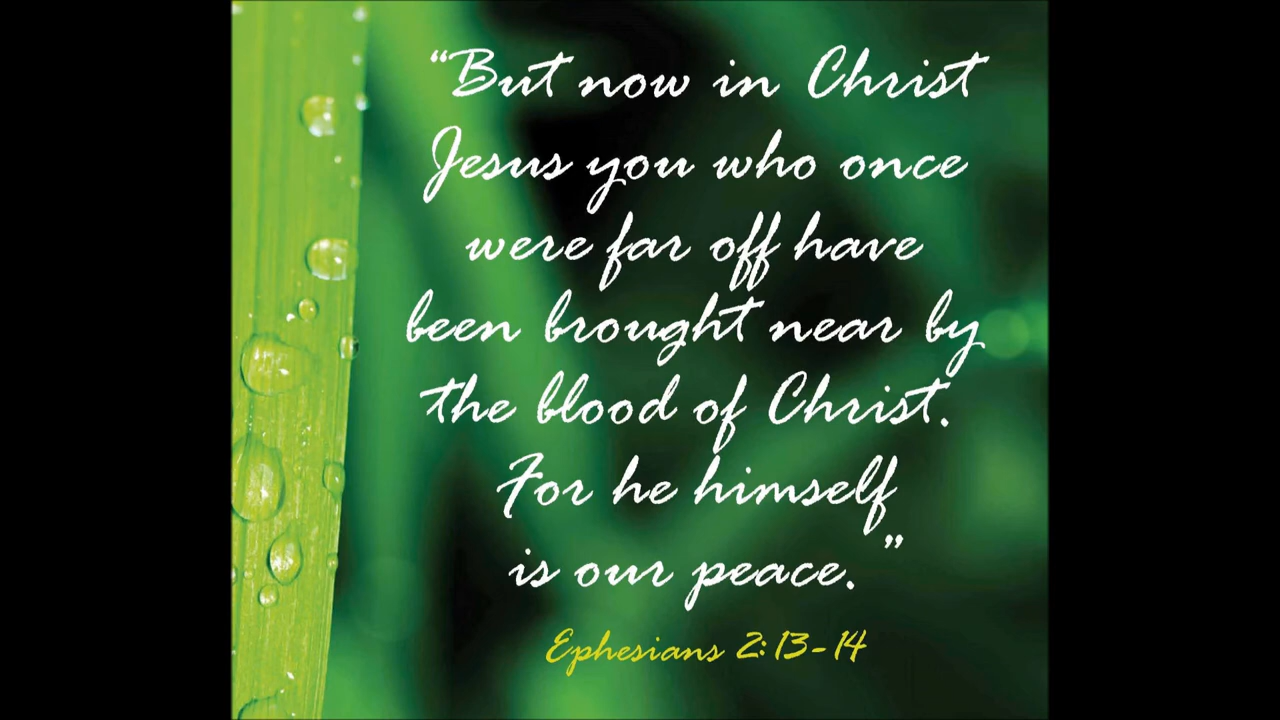 “But now in Christ
Jesus you who once
were far off have
been brought near by
the blood of Christ.
For he himself
is our peace.”
Ephesians 2:13-14